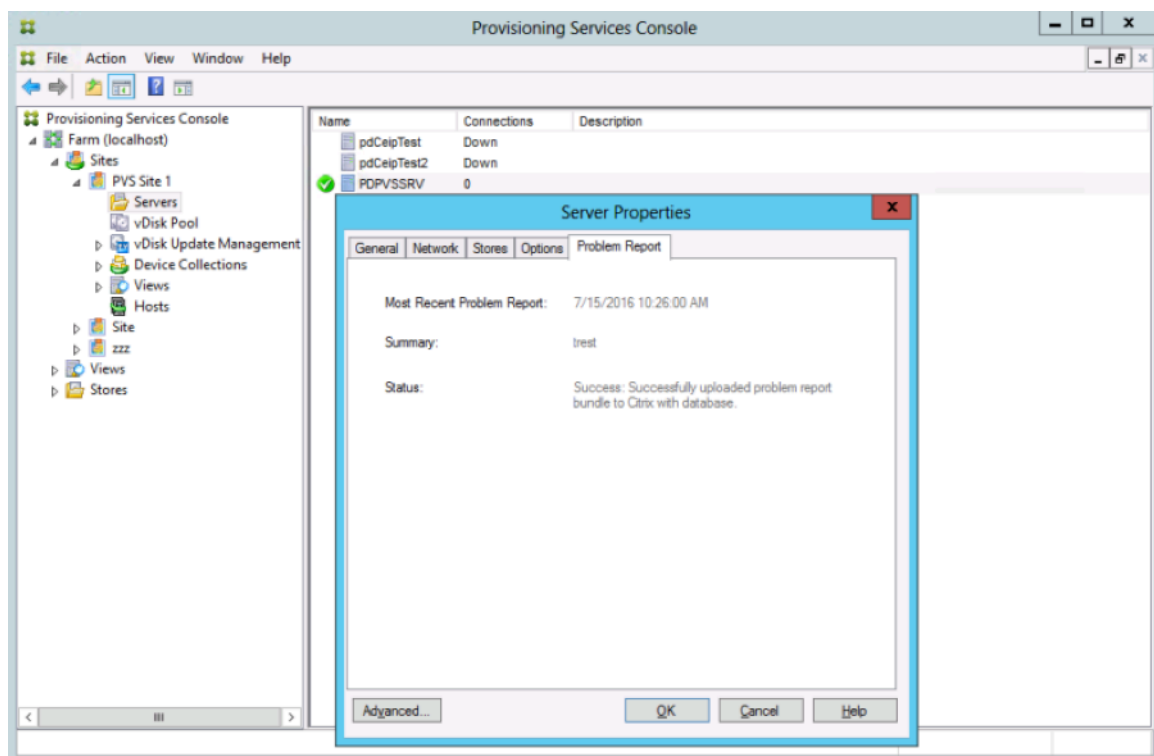 Provisioning Services Console
File Action View Window Help
Provisioning Services Console
Farm (localhost)
Sites
PVS Site 1
Servers
vDisk Pool
vDisk Update Management
Device Collections
Views
Hosts
Site
zzz
Views
Stores
Name Connections Description
pdCeipTest Down
pdCeipTest2 Down
PDPVSSRV 0
Server Properties
General Network Stores Options Problem Report
Most Recent Problem Report: 7/15/2016 10:26:00 AM
Summary: trest
Status: Success: Successfully uploaded problem report
bundle to Citrix with database.
Advanced... OK Cancel Help